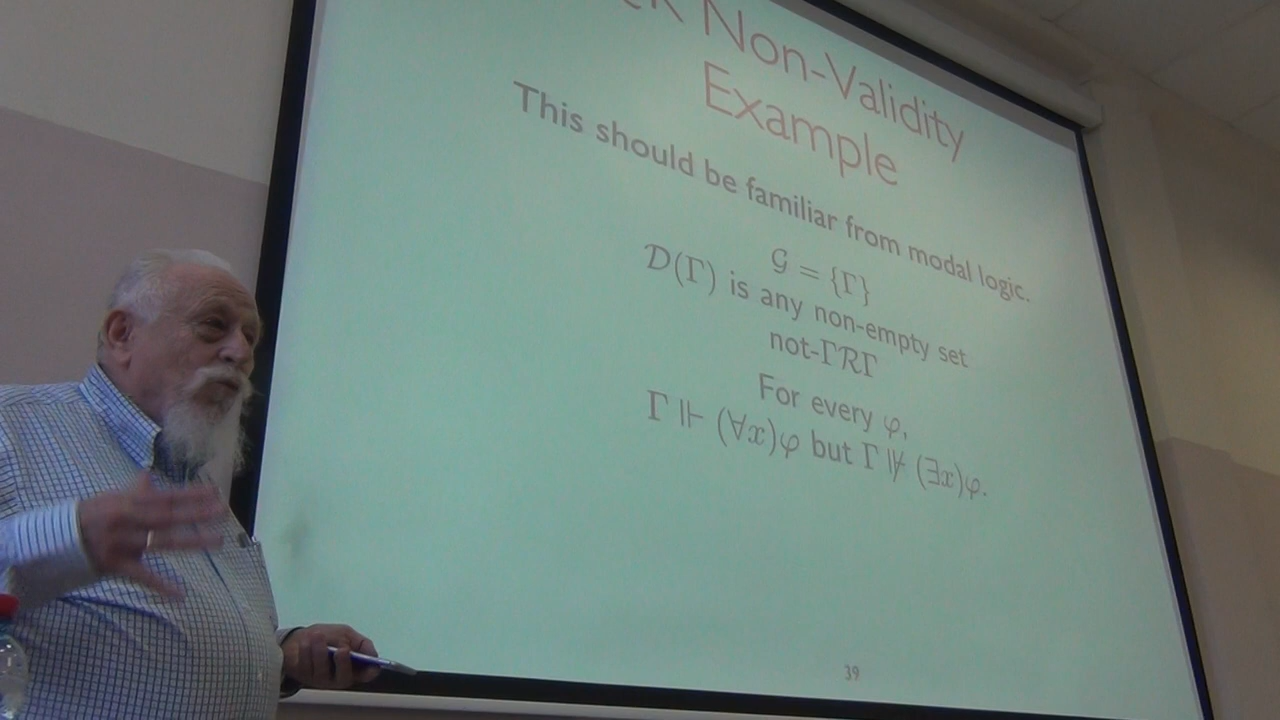 Non-Validity
Example
This should be familiar from modal logic.
𝒢 = {Γ}
𝒟(Γ) is any non-empty set
not-ΓℛΓ
For every φ,
Γ ⊩ (∀x)φ but Γ ⊮ (∃x)φ.
39